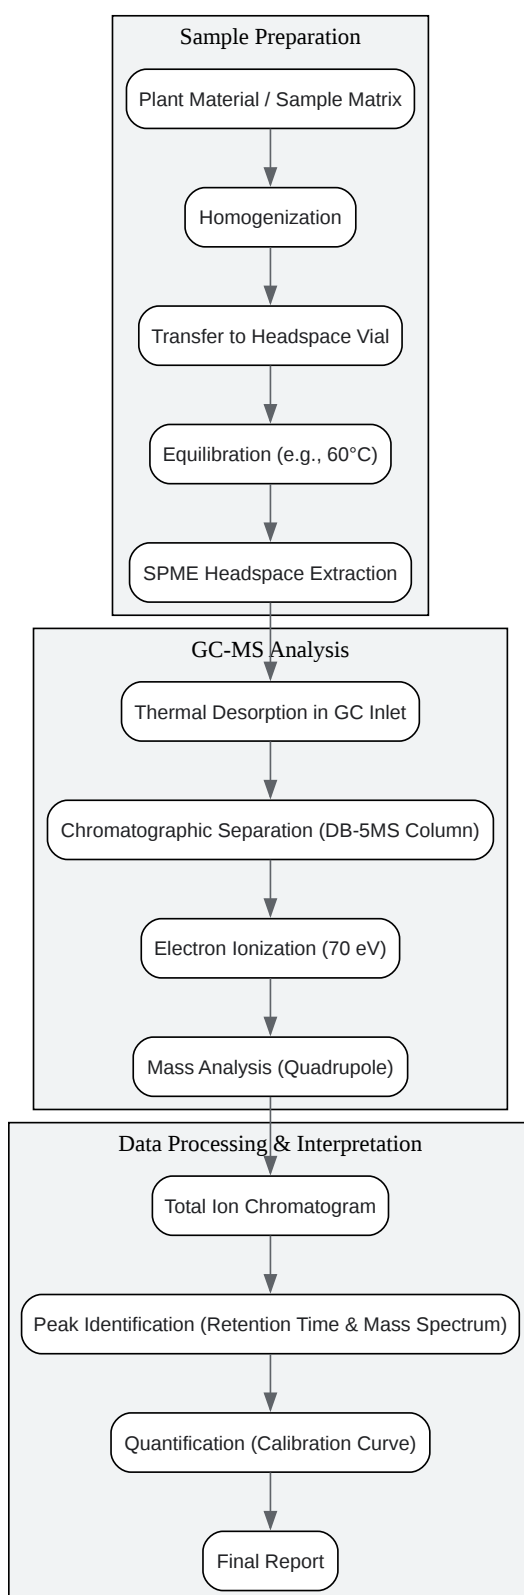 Sample Preparation
Plant Material / Sample Matrix
Homogenization
Transfer to Headspace Vial
Equilibration (e.g., 60°C)
SPME Headspace Extraction
GC-MS Analysis
Thermal Desorption in GC Inlet
Chromatographic Separation (DB-5MS Column)
Electron Ionization (70 eV)
Mass Analysis (Quadrupole)
Data Processing & Interpretation
Total Ion Chromatogram
Peak Identification (Retention Time & Mass Spectrum)
Quantification (Calibration Curve)
Final Report